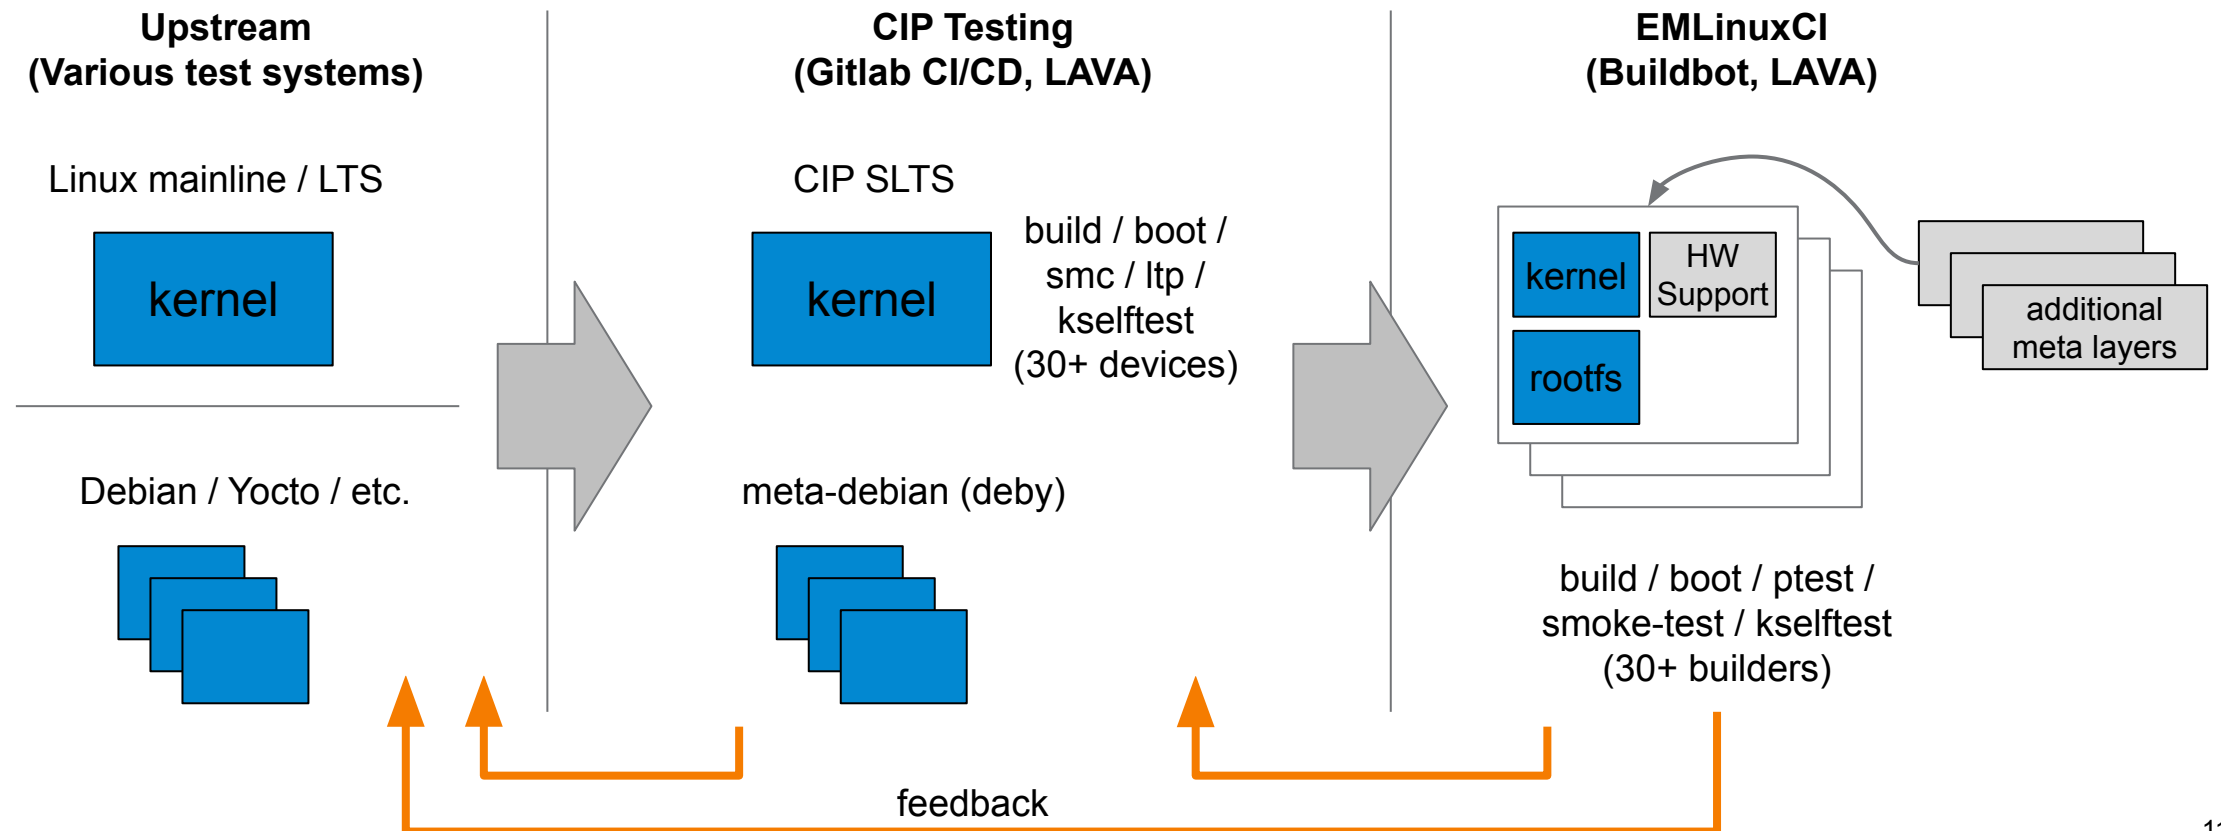 Upstream
(Various test systems)
Linux mainline / LTS
kernel
Debian / Yocto / etc.
CIP Testing
(Gitlab CI/CD, LAVA)
CIP SLTS
kernel
build / boot /
smc / ltp /
kselftest
(30+ devices)
meta-debian (deby)
EMLinuxCI
(Buildbot, LAVA)
kernel
HW
Support
rootfs
additional
meta layers
build / boot / ptest /
smoke-test / kselftest
(30+ builders)
feedback